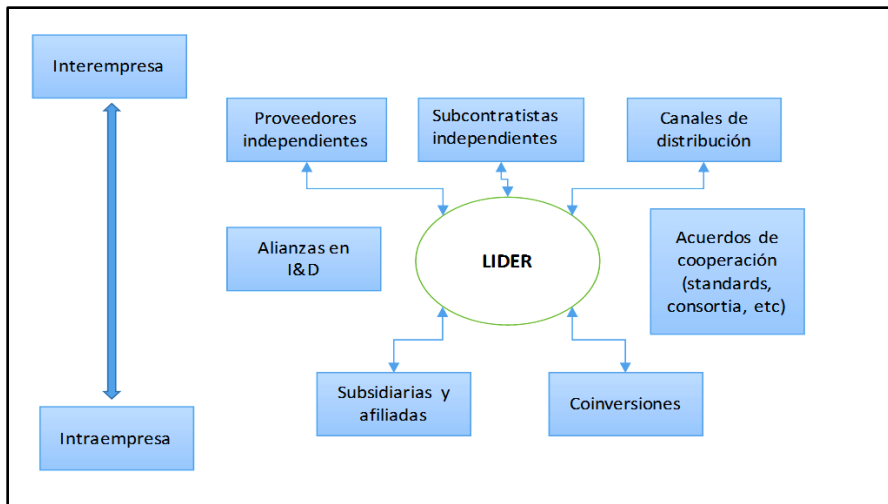 Interempresa
Proveedores
independientes
Subcontratistas
independientes
Canales de
distribución
Alianzas en
I&D
LIDER
Acuerdos de
cooperación
(standards,
consortia, etc)
Subsidiarias y
afiliadas
Coinversiones
Intraempresa